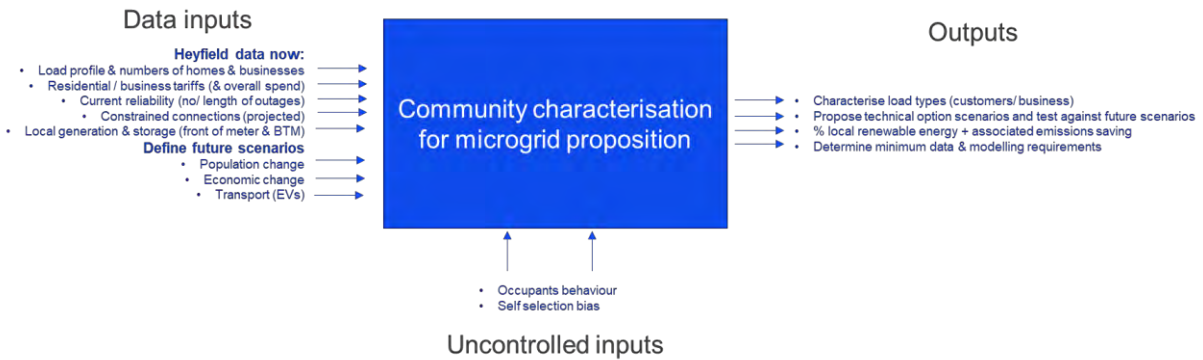 Data inputs
Heyfield data now:
• Load profile & numbers of homes & businesses
• Residential / business tariffs (& overall spend)
• Current reliability (no/ length of outages)
• Constrained connections (projected)
• Local generation & storage (front of meter & BTM)
Define future scenarios
• Population change
• Economic change
• Transport (EVs)
Community characterisation
for microgrid proposition
Outputs
• Characterise load types (customers/ business)
• Propose technical option scenarios and test against future scenarios
• % local renewable energy + associated emissions saving
• Determine minimum data & modelling requirements
• Occupants behaviour
• Self selection bias
Uncontrolled inputs